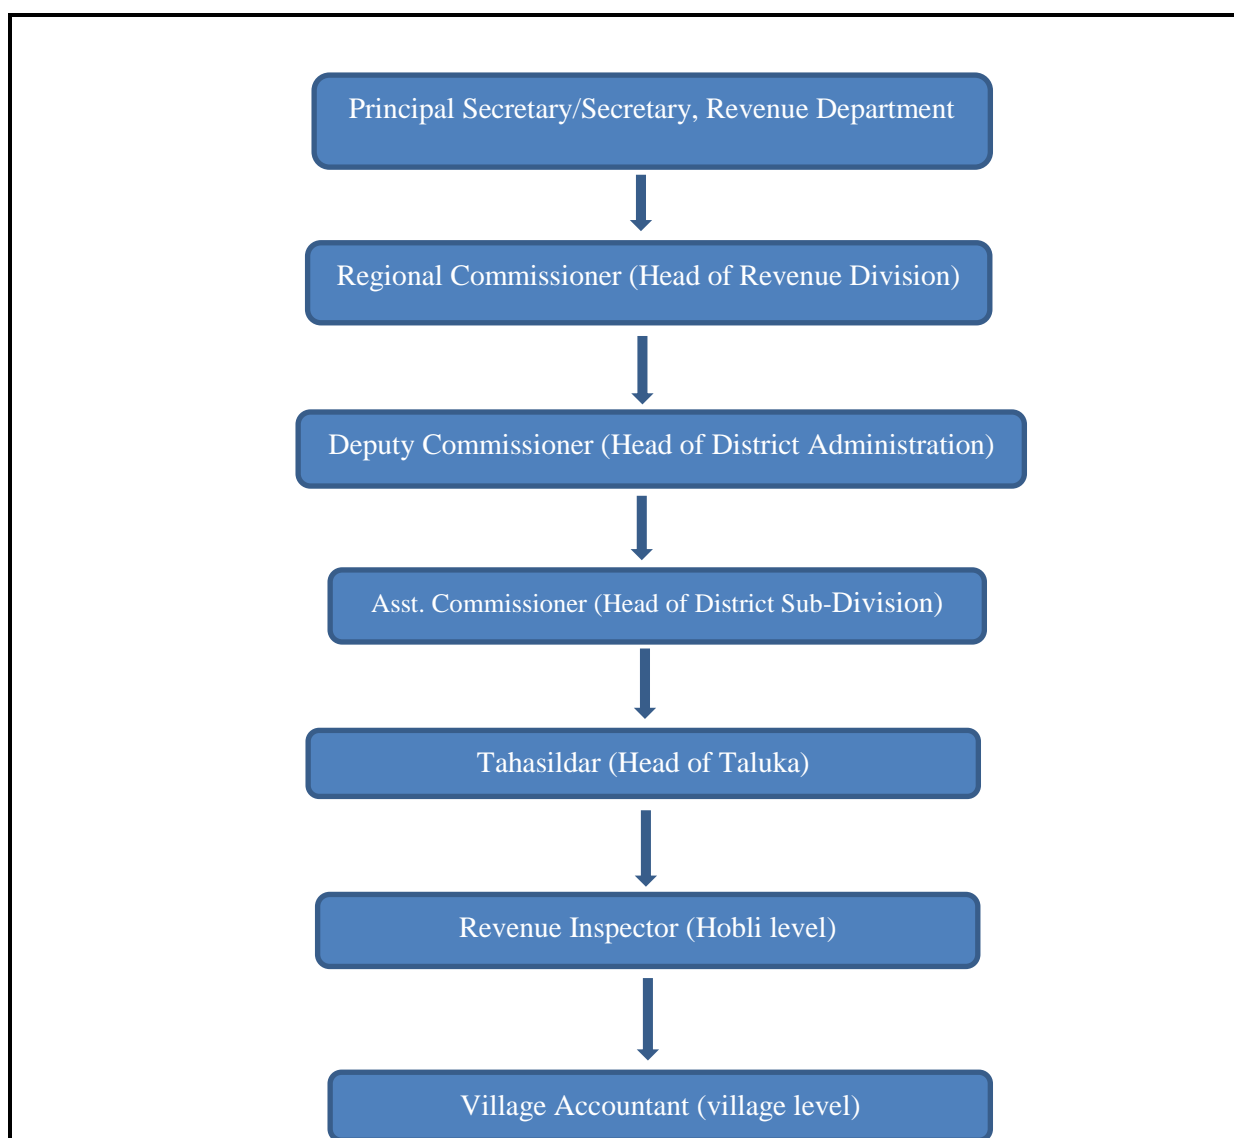 Principal Secretary/Secretary, Revenue Department
Regional Commissioner (Head of Revenue Division)
Deputy Commissioner (Head of District Administration)
Asst. Commissioner (Head of District Sub-Division)
Tahasildar (Head of Taluka)
Revenue Inspector (Hobli level)
Village Accountant (village level)